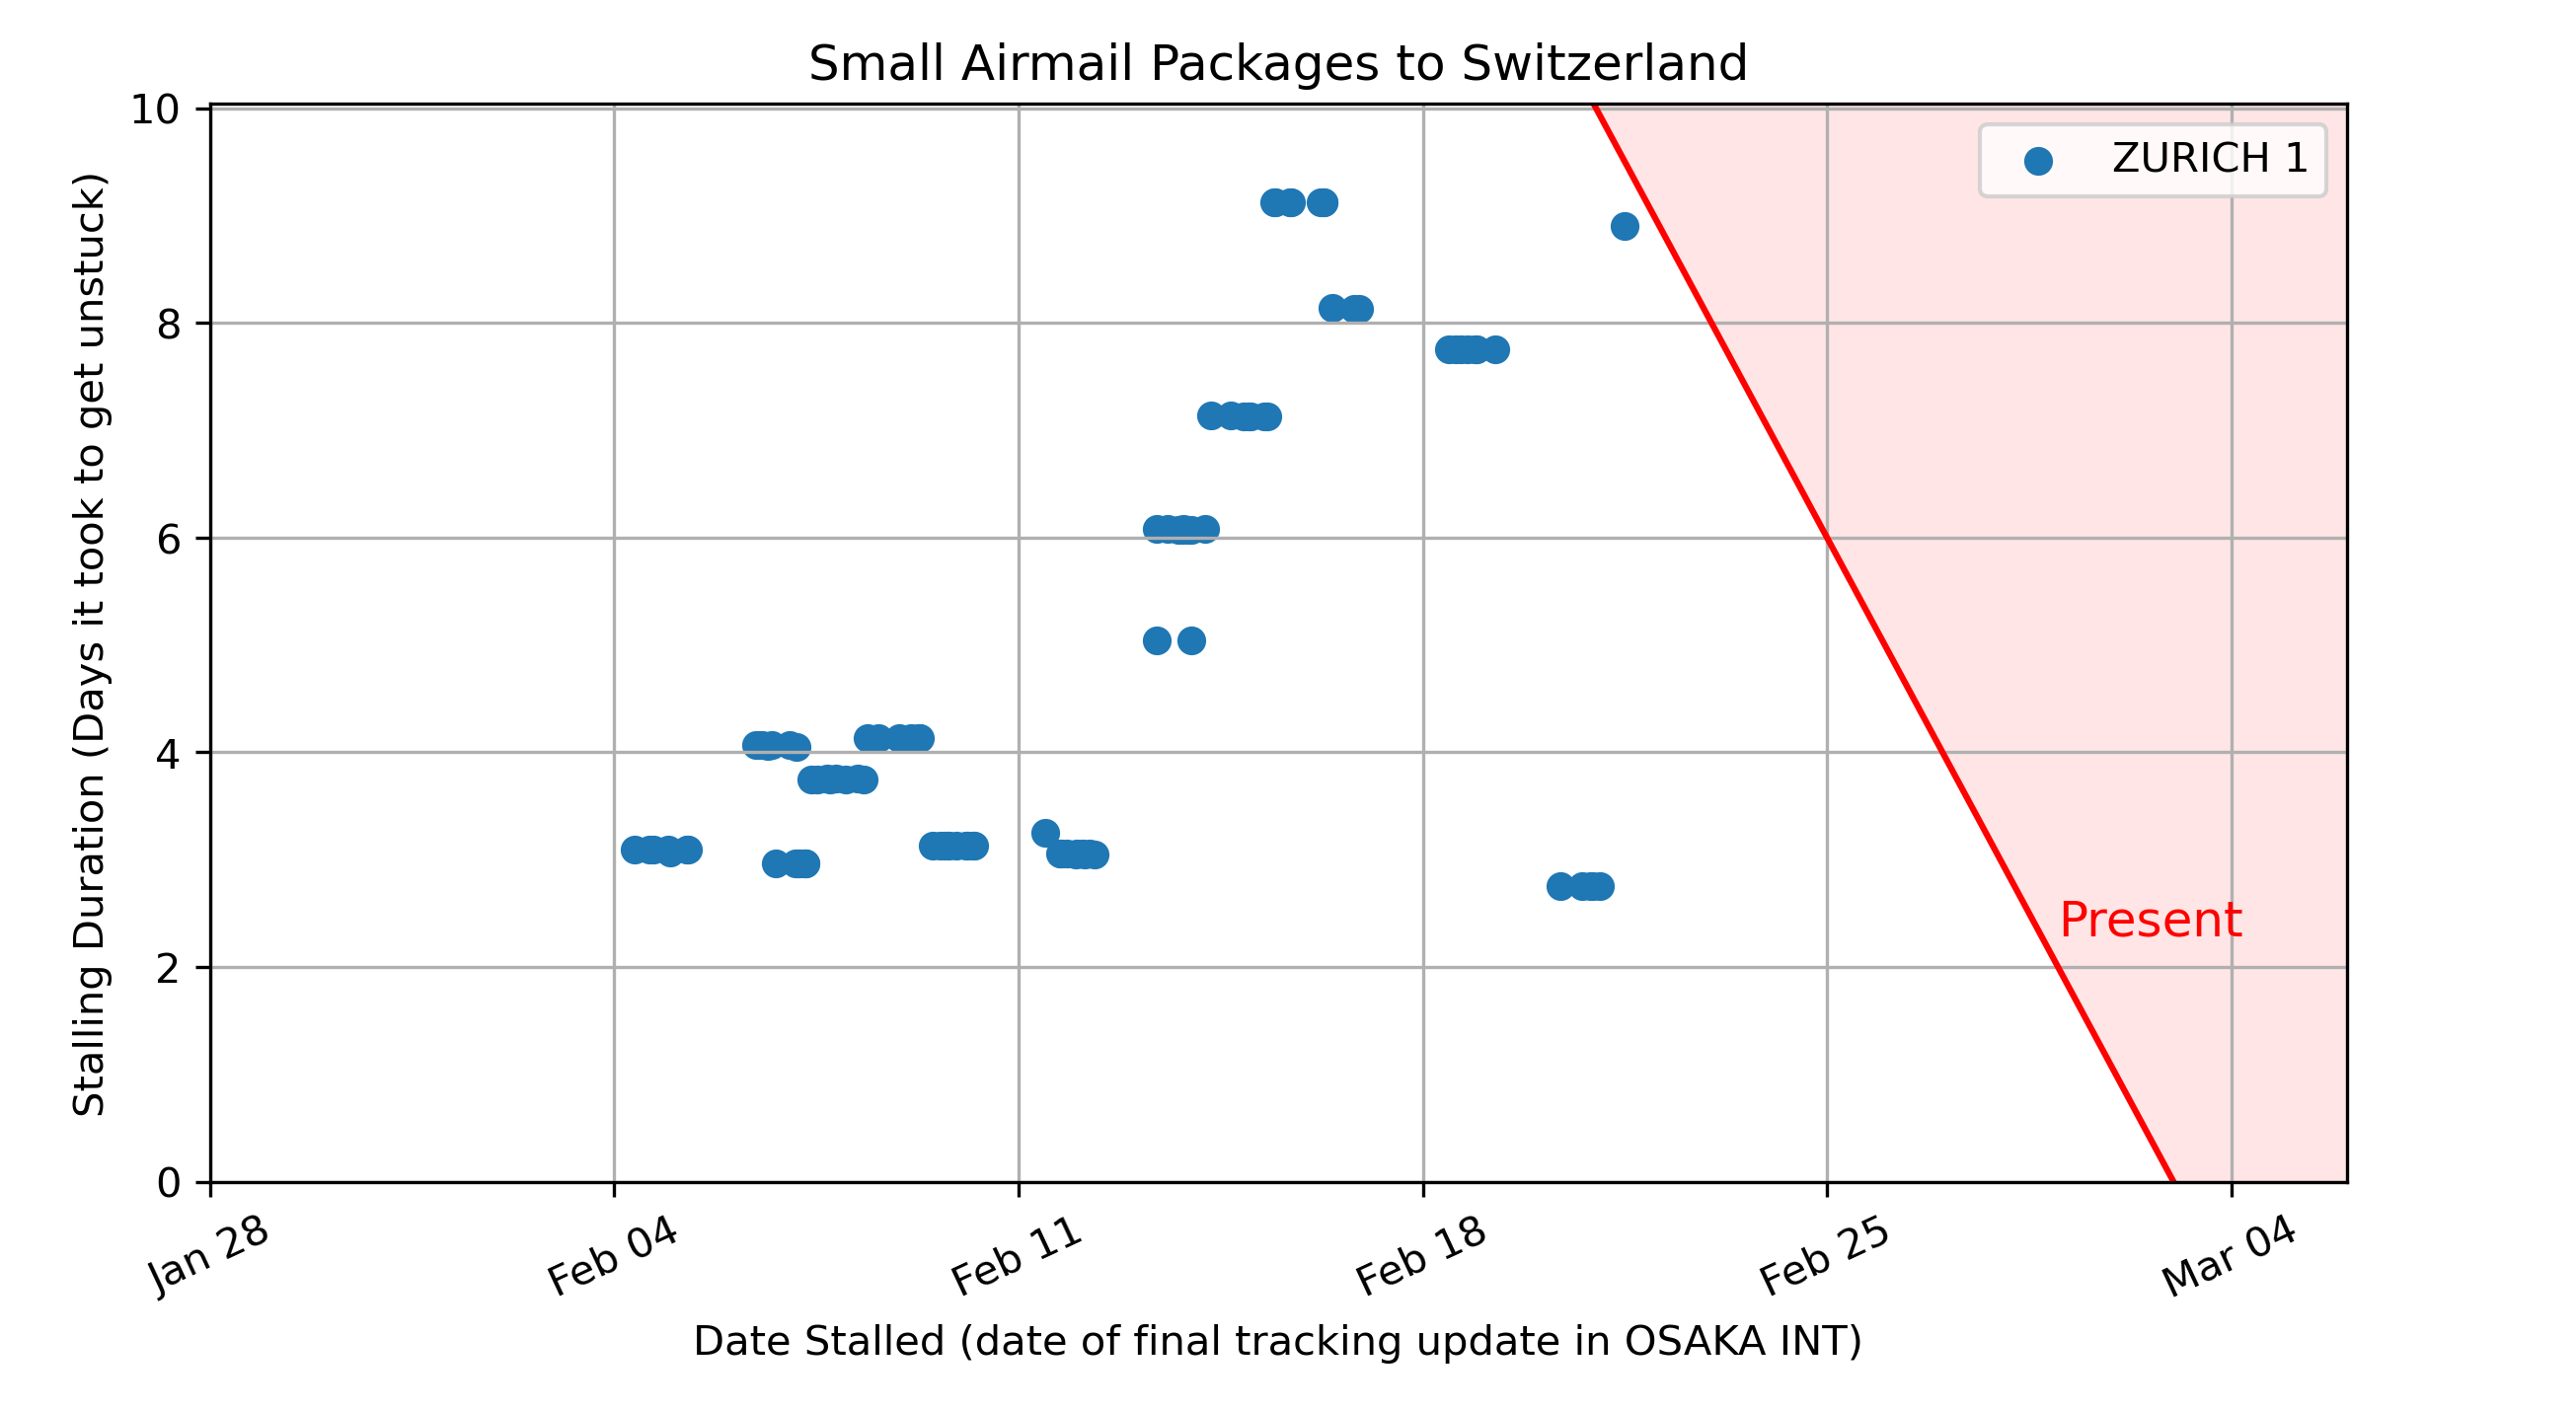 Small Airmail Packages to Switzerland
Stalling Duration (Days it took to get unstuck)
10
8
6
4
2
0
ZURICH 1
Present
Jan 28
Feb 04
Feb 11
Feb 18
Feb 25
Mar 04
Date Stalled (date of final tracking update in OSAKA INT)